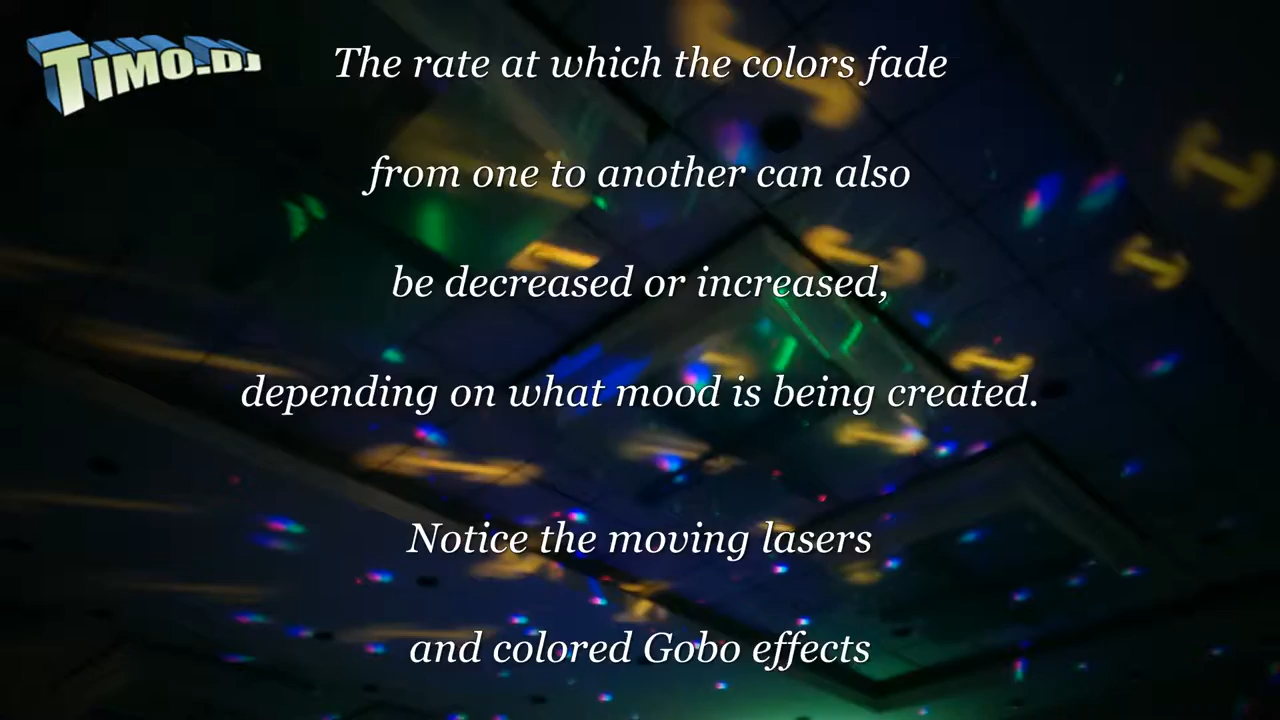 TIMO.DJ
The rate at which the colors fade
from one to another can also
be decreased or increased,
depending on what mood is being created.
Notice the moving lasers
and colored Gobo effects